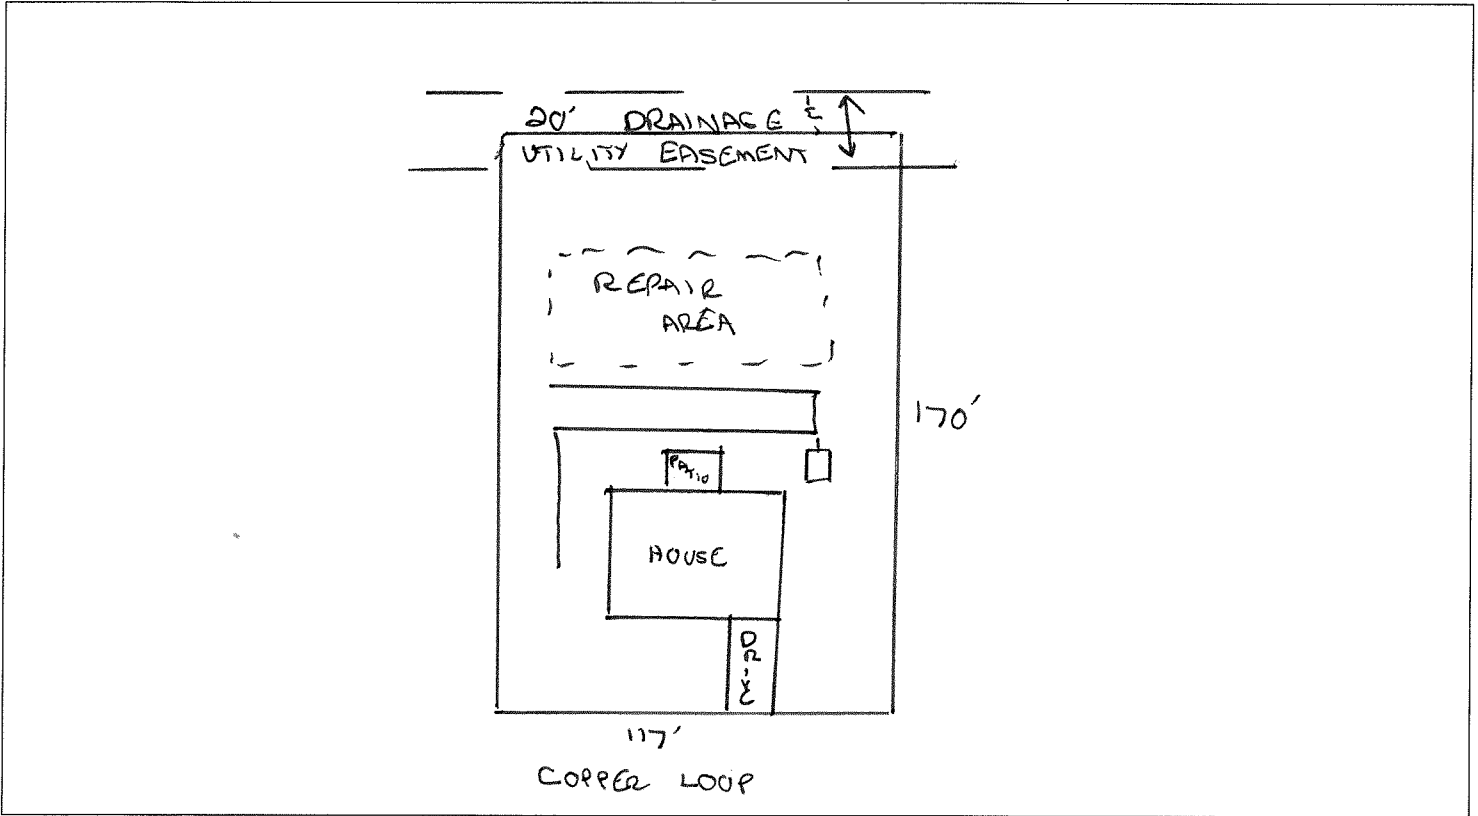 20' DRAINAGE &
UTILITY EASEMENT
REPAIR
AREA
170'
PATIO
HOUSE
DRIVE
117'
COPPER LOOP